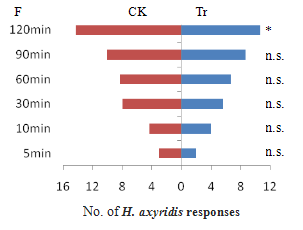 F CK Tr
120min *
90min n.s.
60min n.s.
30min n.s.
10min n.s.
5min n.s.
16 12 8 4 0 4 8 12
No. of H. axyridis responses